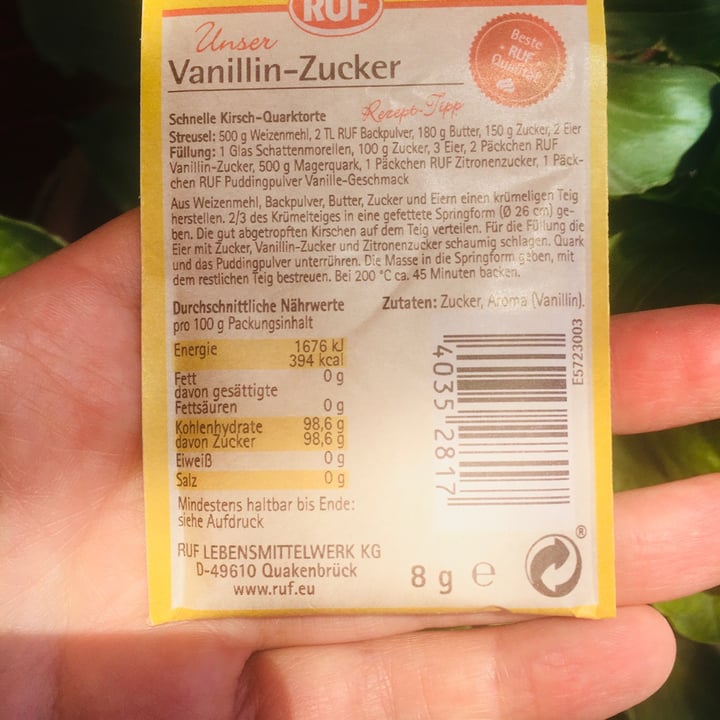 RUF
Unser
Vanillin-Zucker
Beste
RUF
Qualität
Rezept-Tipp
Schnelle Kirsch-Quarktorte
Streusel: 500 g Weizenmehl, 2 TL RUF Backpulver, 180 g Butter, 150 g Zucker, 2 Eier
Füllung: 1 Glas Schattenmorellen, 100 g Zucker, 3 Eier, 2 Päckchen RUF
Vanillin-Zucker, 500 g Magerquark, 1 Päckchen RUF Zitronenzucker, 1 Päck-
chen RUF Puddingpulver Vanille-Geschmack
Aus Weizenmehl, Backpulver, Butter, Zucker und Eiern einen krümeligen Teig
herstellen. 2/3 des Krümelteiges in eine gefettete Springform (Ø 26 cm) ge-
ben. Die gut abgetropften Kirschen auf dem Teig verteilen. Für die Füllung die
Eier mit Zucker, Vanillin-Zucker und Zitronenzucker schaumig schlagen. Quark
und das Puddingpulver unterrühren. Die Masse in die Springform geben, mit
dem restlichen Teig bestreuen. Bei 200 °C ca. 45 Minuten backen.
Durchschnittliche Nährwerte
pro 100 g Packungsinhalt
Energie 1676 kJ
394 kcal
Fett 0 g
davon gesättigte
Fettsäuren 0 g
Kohlenhydrate 98,6 g
davon Zucker 98,6 g
Eiweiß 0 g
Salz 0 g
Mindestens haltbar bis Ende:
siehe Aufdruck
RUF LEBENSMITTELWERK KG
D-49610 Quakenbrück
www.ruf.eu
Zutaten: Zucker, Aroma (Vanillin).
4035 2817
E5723003
8 g ℮
®